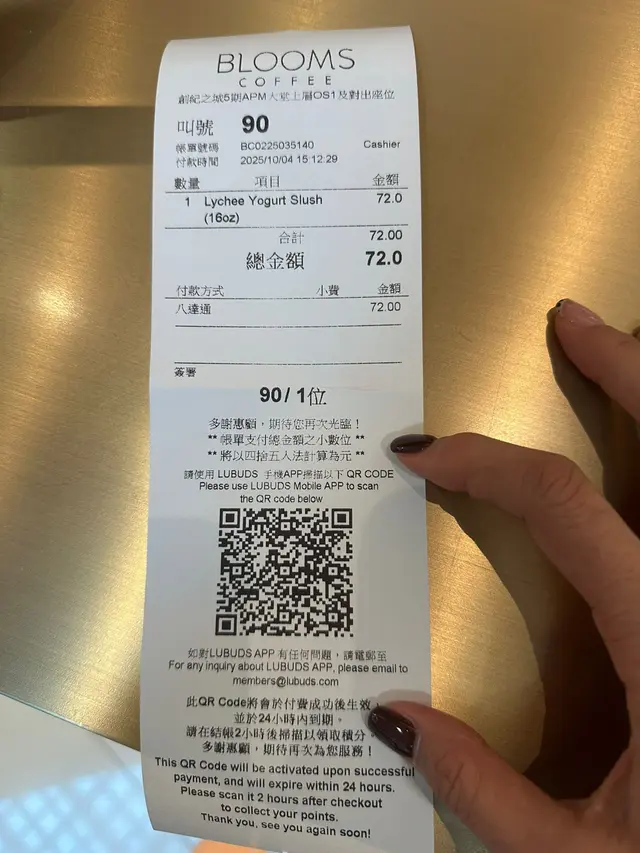 BLOOMS
COFFEE
創紀之城5期APM大堂上層OS1及對出座位
叫號 90
帳單號碼 BC0225035140 Cashier
付款時間 2025/10/04 15:12:29
數量 項目 金額
1 Lychee Yogurt Slush 72.0
(16oz)
合計 72.00
總金額 72.0
付款方式 小費 金額
八達通 72.00
簽署
90/ 1位
多謝惠顧，期待您再次光臨！
** 帳單支付總金額之小數位 **
** 將以四捨五入法計算為元 **
請使用 LUBUDS 手機APP掃描以下 QR CODE
Please use LUBUDS Mobile APP to scan
the QR code below
如對LUBUDS APP 有任何問題，請電郵至
For any inquiry about LUBUDS APP, please email to
members@lubuds.com
此QR Code將會於付費成功後生效，
並於24小時內到期。
請在結帳2小時後掃描以領取積分。
多謝惠顧，期待再次為您服務！
This QR Code will be activated upon successful
payment, and will expire within 24 hours.
Please scan it 2 hours after checkout
to collect your points.
Thank you, see you again soon!